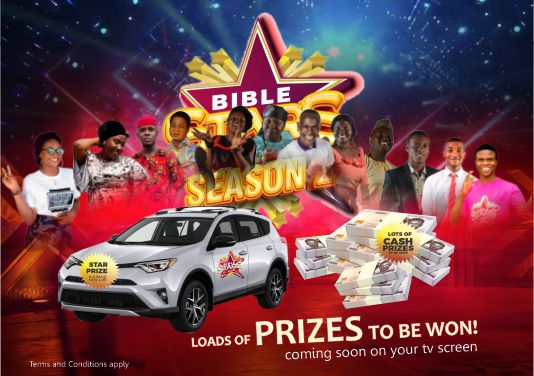 BIBLE
STARS
SEASON 2
STAR
PRIZE
LOTS OF
CASH
PRIZES
STARS
LOADS OF PRIZES TO BE WON!
coming soon on your tv screen
Terms and Conditions apply